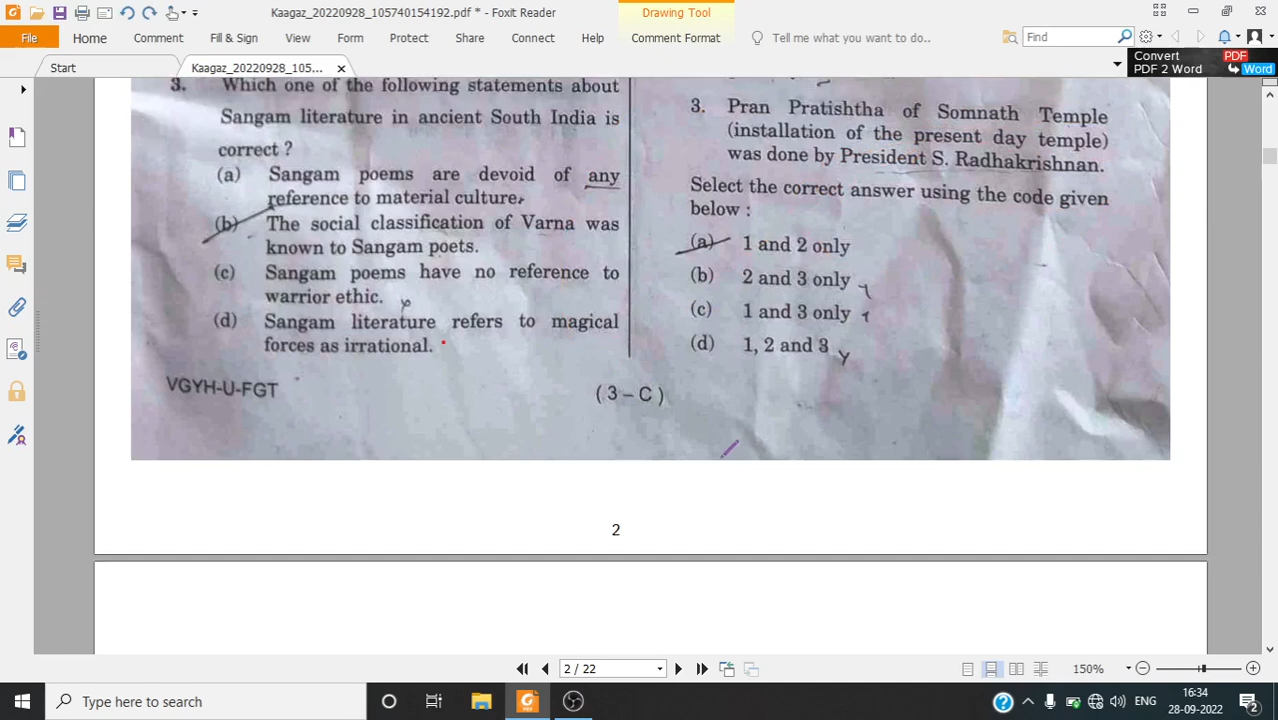 Kaagaz_20220928_105740154192.pdf * - Foxit Reader
Drawing Tool
File
Home
Comment
Fill & Sign
View
Form
Protect
Share
Connect
Help
Comment Format
Tell me what you want to do..
Find
Start
Kaagaz_20220928_105...
Convert PDF
PDF 2 Word Word
3. Which one of the following statements about
Sangam literature in ancient South India is
correct ?
(a) Sangam poems are devoid of any
reference to material culture.
(b) The social classification of Varna was
known to Sangam poets.
(c) Sangam poems have no reference to
warrior ethic.
(d) Sangam literature refers to magical
forces as irrational.
VGYH-U-FGT
3. Pran Pratishtha of Somnath Temple
(installation of the present day temple)
was done by President S. Radhakrishnan.
Select the correct answer using the code given
below :
(a) 1 and 2 only
(b) 2 and 3 only
(c) 1 and 3 only
(d) 1, 2 and 3
( 3 – C )
2
2 / 22
150%
Type here to search
ENG
16:34
28-09-2022
2